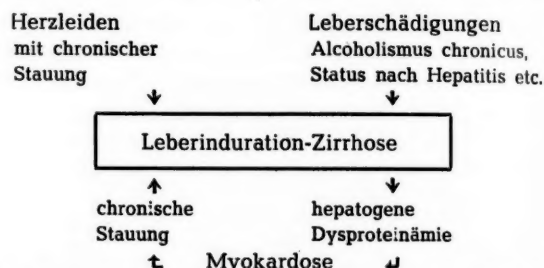 Herzleiden
mit chronischer
Stauung
Leberschädigungen
Alcoholismus chronicus,
Status nach Hepatitis etc.
Leberinduration-Zirrhose
chronische
Stauung
hepatogene
Dysproteinämie
Myokardose